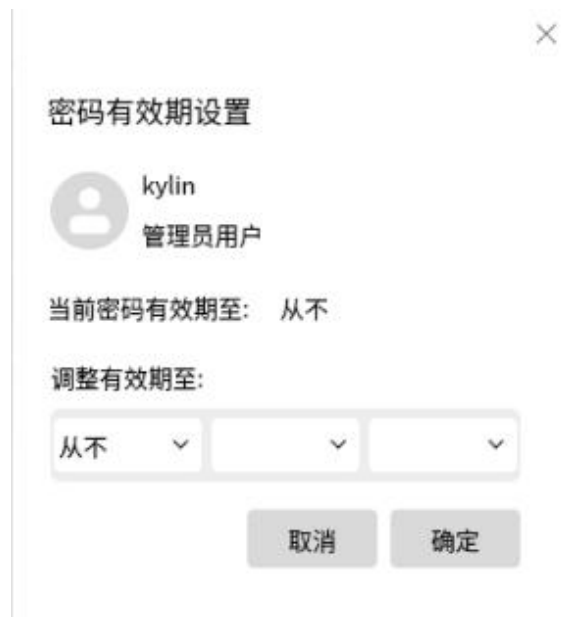 密码有效期设置
kylin
管理员用户
当前密码有效期至: 从不
调整有效期至:
从不
取消 确定